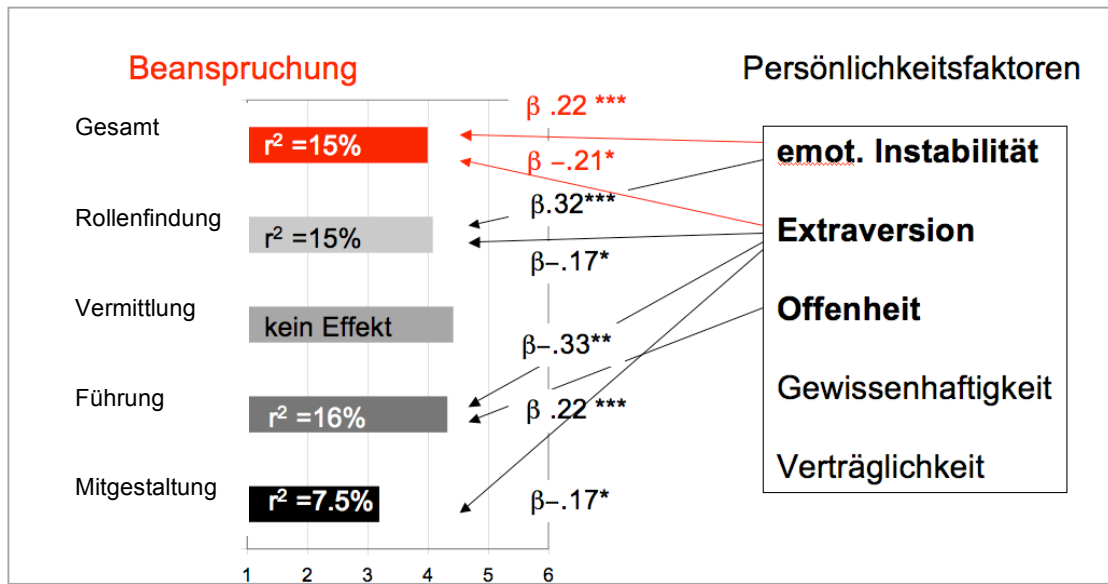 Beanspruchung
Persönlichkeitsfaktoren
Gesamt
r² =15%
β .22 ***
β –.21*
emot. Instabilität
Rollenfindung
r² =15%
β.32***
β–.17*
Extraversion
Vermittlung
kein Effekt
β–.33**
Offenheit
Führung
r² =16%
β .22 ***
Gewissenhaftigkeit
Mitgestaltung
r² =7.5%
β–.17*
Verträglichkeit
1 2 3 4 5 6